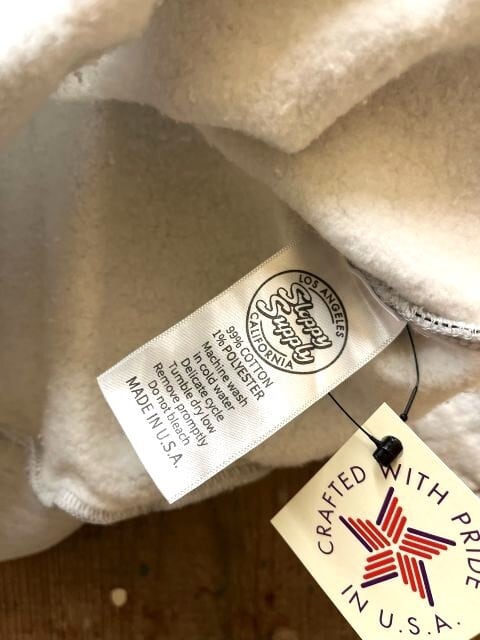 LOS ANGELES
Slappy
Supply
CALIFORNIA
99% COTTON
1% POLYESTER
Machine wash
In cold water
Delicate cycle
Tumble dry low
Remove promptly
Do not bleach
MADE IN U.S.A.
CRAFTED WITH PRIDE
IN U.S.A.